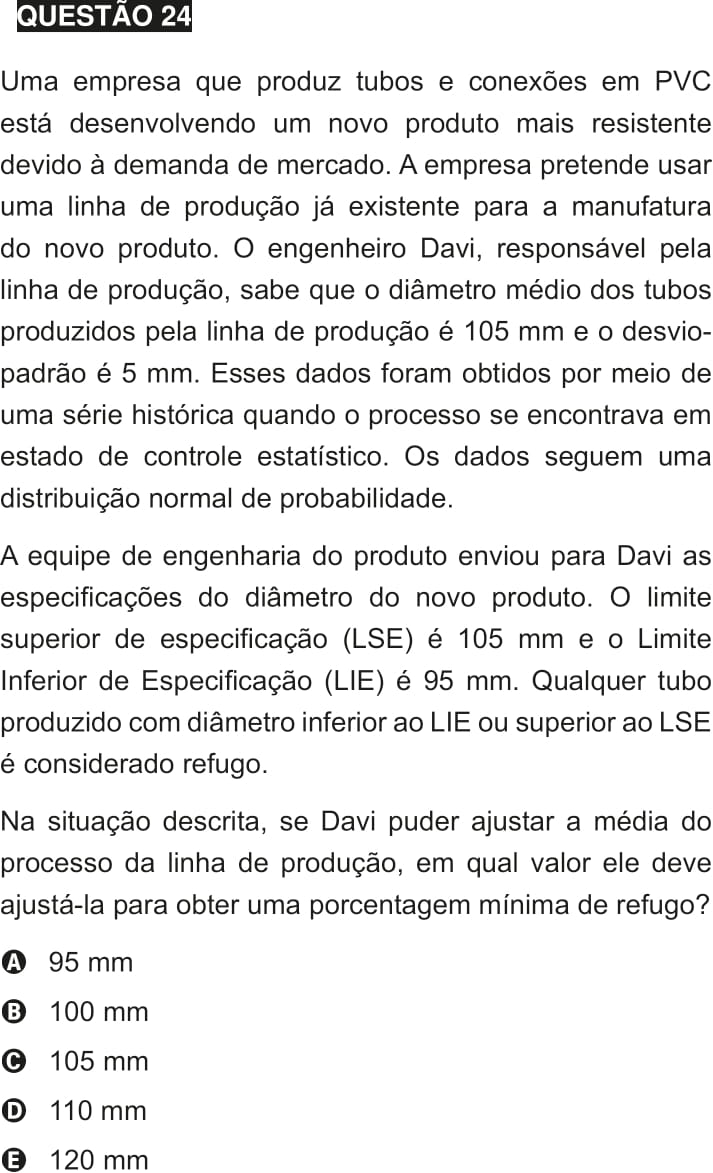 QUESTÃO 24
Uma empresa que produz tubos e conexões em PVC
está desenvolvendo um novo produto mais resistente
devido à demanda de mercado. A empresa pretende usar
uma linha de produção já existente para a manufatura
do novo produto. O engenheiro Davi, responsável pela
linha de produção, sabe que o diâmetro médio dos tubos
produzidos pela linha de produção é 105 mm e o desvio-
padrão é 5 mm. Esses dados foram obtidos por meio de
uma série histórica quando o processo se encontrava em
estado de controle estatístico. Os dados seguem uma
distribuição normal de probabilidade.
A equipe de engenharia do produto enviou para Davi as
especificações do diâmetro do novo produto. O limite
superior de especificação (LSE) é 105 mm e o Limite
Inferior de Especificação (LIE) é 95 mm. Qualquer tubo
produzido com diâmetro inferior ao LIE ou superior ao LSE
é considerado refugo.
Na situação descrita, se Davi puder ajustar a média do
processo da linha de produção, em qual valor ele deve
ajustá-la para obter uma porcentagem mínima de refugo?
A 95 mm
B 100 mm
C 105 mm
D 110 mm
E 120 mm